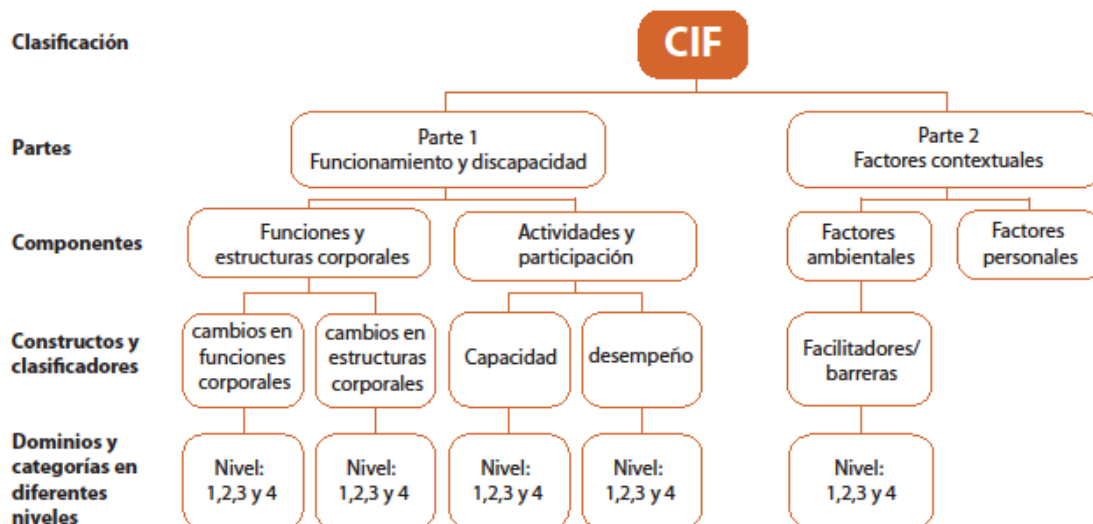 Clasificación
CIF
Partes
Parte 1
Funcionamiento y discapacidad
Parte 2
Factores contextuales
Componentes
Funciones y
estructuras corporales
Actividades y
participación
Factores
ambientales
Factores
personales
Constructos y
clasificadores
cambios en
funciones
corporales
cambios en
estructuras
corporales
Capacidad
desempeño
Facilitadores/
barreras
Dominios y
categorías en
diferentes
niveles
Nivel:
1,2,3 y 4
Nivel:
1,2,3 y 4
Nivel:
1,2,3 y 4
Nivel:
1,2,3 y 4
Nivel:
1,2,3 y 4